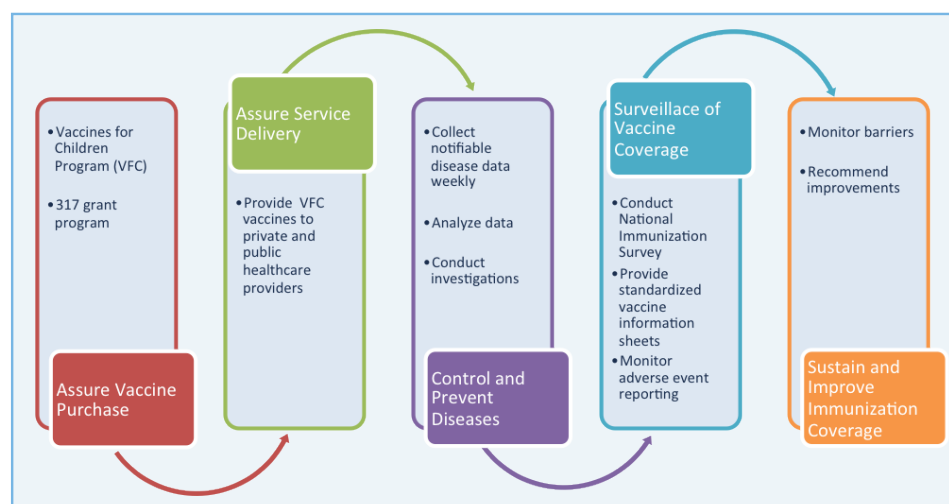 • Vaccines for
Children
Program (VFC)
• 317 grant
program
Assure Vaccine
Purchase
Assure Service
Delivery
• Provide VFC
vaccines to
private and
public
healthcare
providers
• Collect
notifiable
disease data
weekly
• Analyze data
• Conduct
investigations
Control and
Prevent
Diseases
Surveillace of
Vaccine
Coverage
• Conduct
National
Immunization
Survey
• Provide
standardized
vaccine
information
sheets
• Monitor
adverse event
reporting
• Monitor barriers
• Recommend
improvements
Sustain and
Improve
Immunization
Coverage